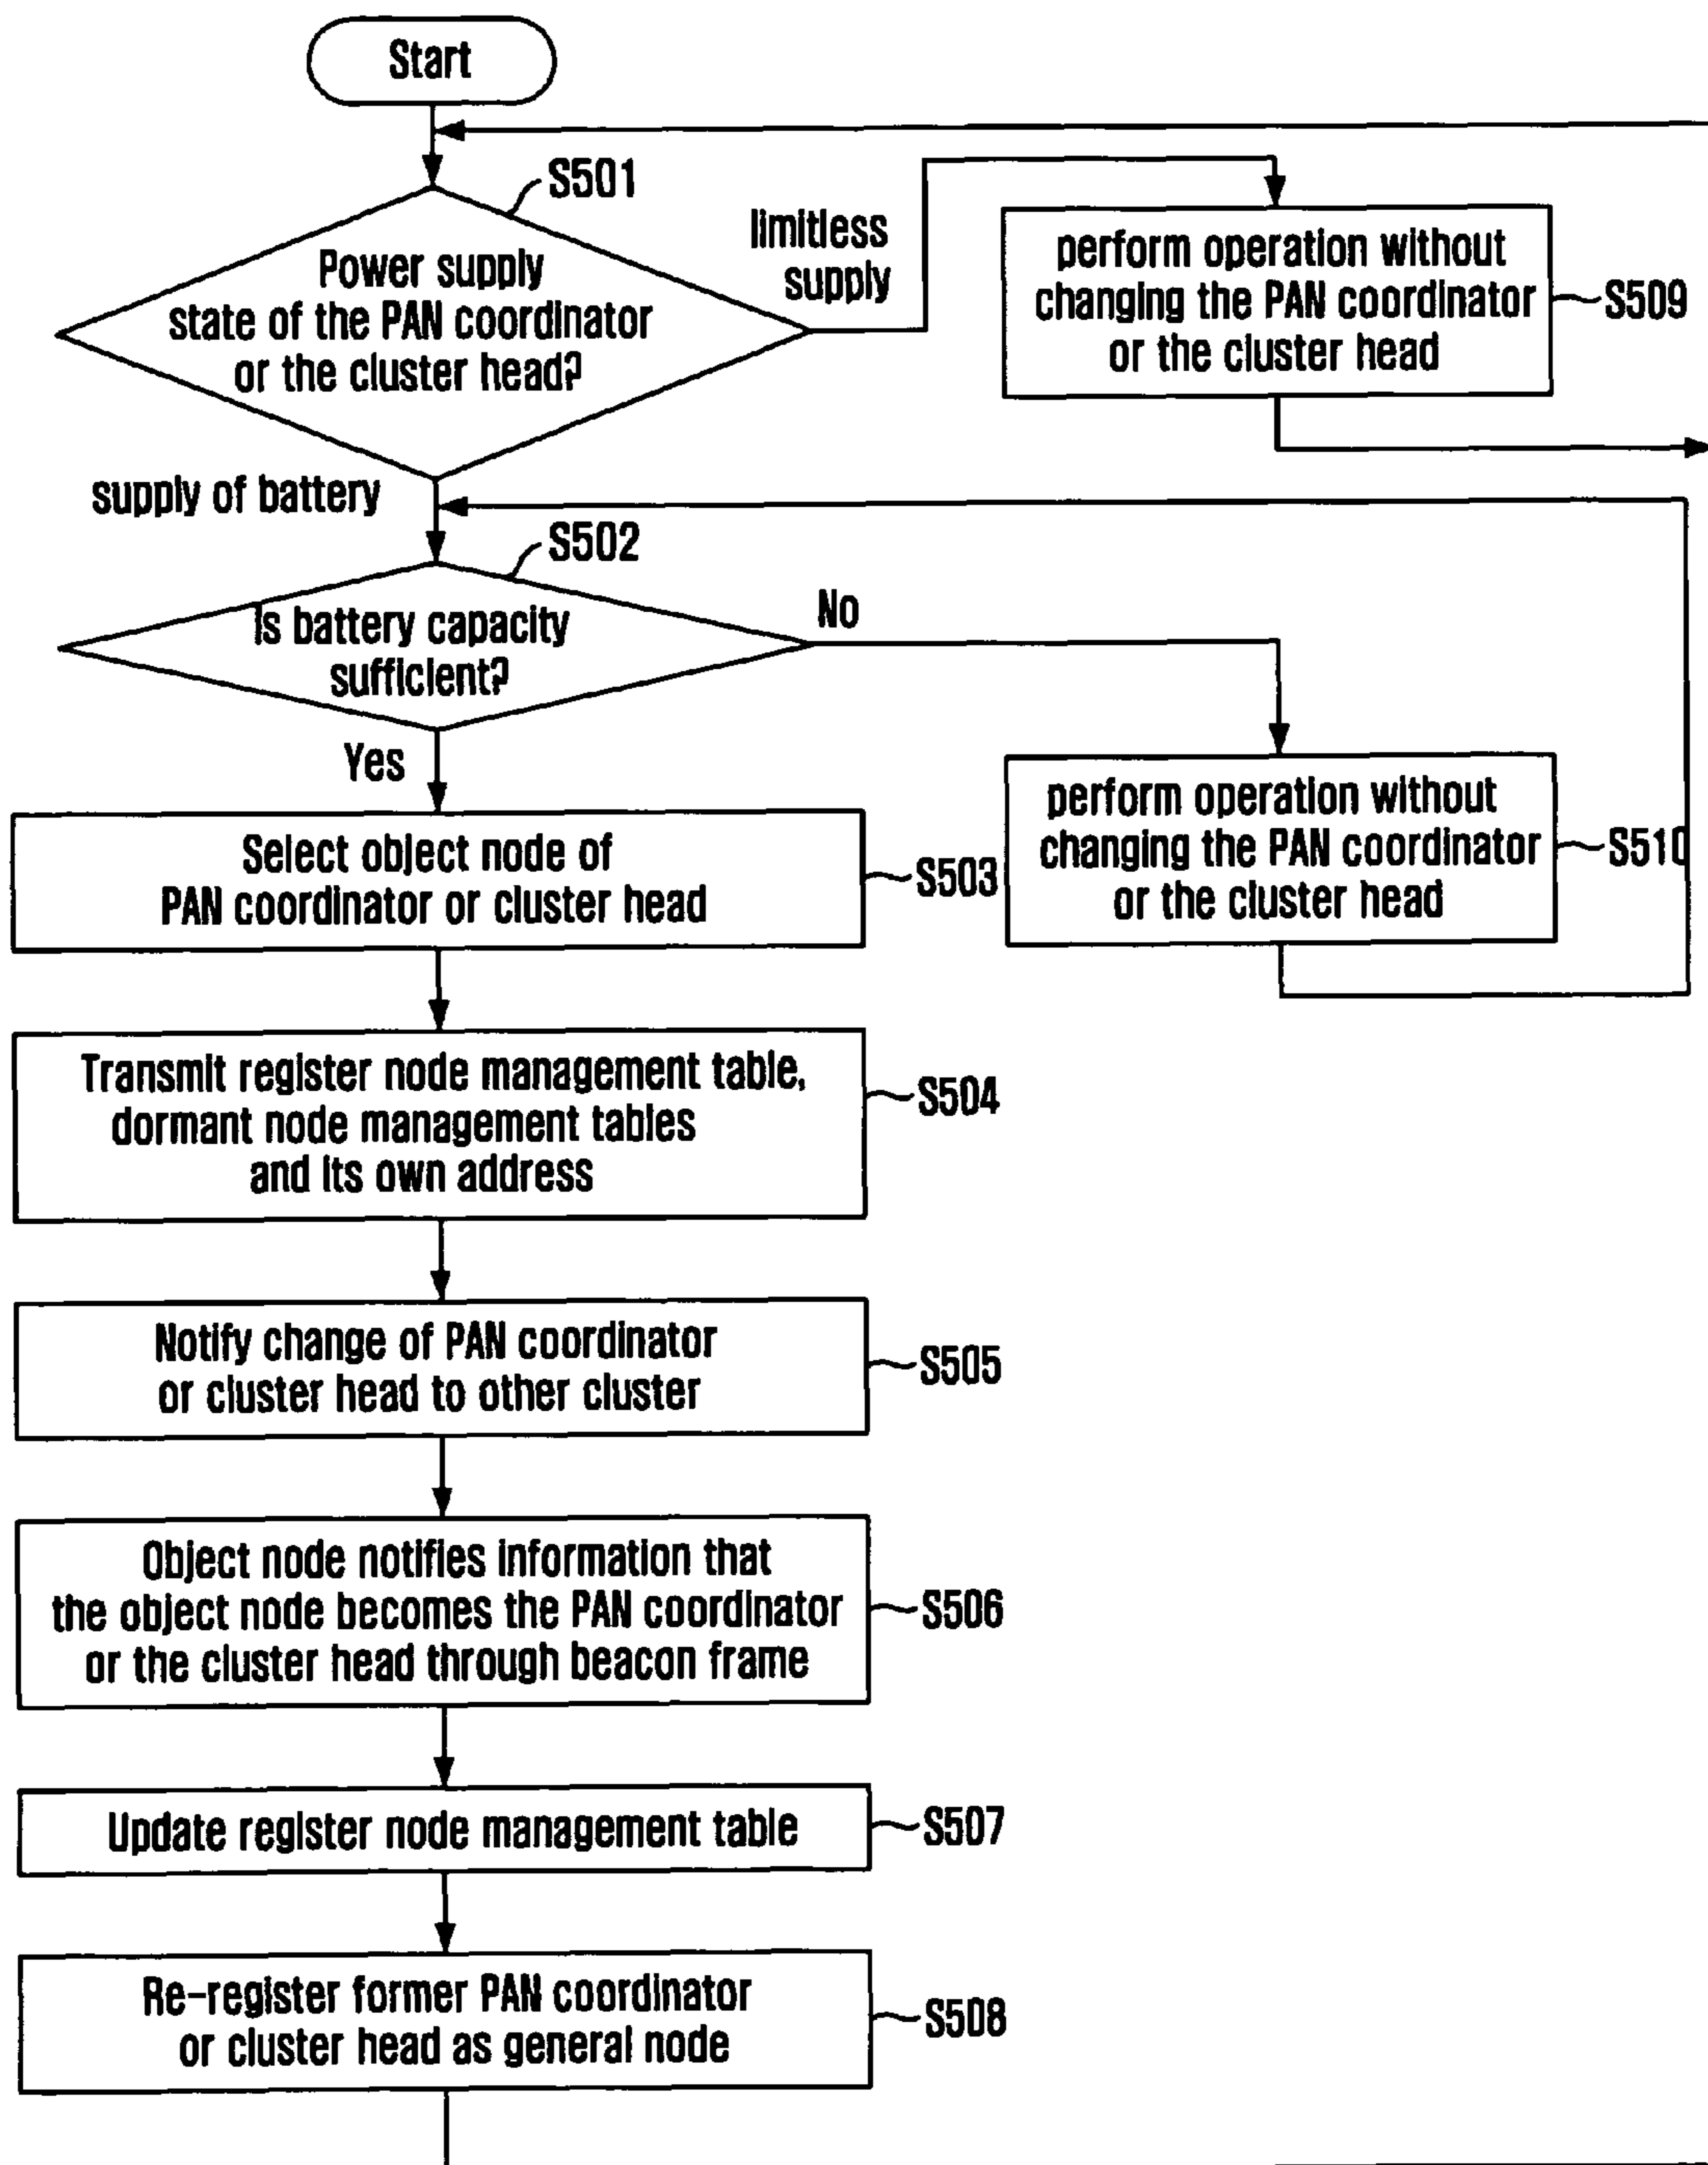 Start
S501
Power supply
state of the PAN coordinator
or the cluster head?
limitless
supply
perform operation without
changing the PAN coordinator
or the cluster head
S509
supply of battery
S502
Is battery capacity
sufficient?
No
Yes
perform operation without
changing the PAN coordinator
or the cluster head
S510
Select object node of
PAN coordinator or cluster head
S503
Transmit register node management table,
dormant node management tables
and its own address
S504
Notify change of PAN coordinator
or cluster head to other cluster
S505
Object node notifies information that
the object node becomes the PAN coordinator
or the cluster head through beacon frame
S506
Update register node management table
S507
Re-register former PAN coordinator
or cluster head as general node
S508